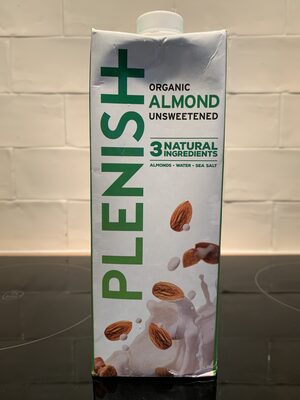 PLENISH
ORGANIC
ALMOND
UNSWEETENED
3 NATURAL
INGREDIENTS
ALMONDS • WATER • SEA SALT